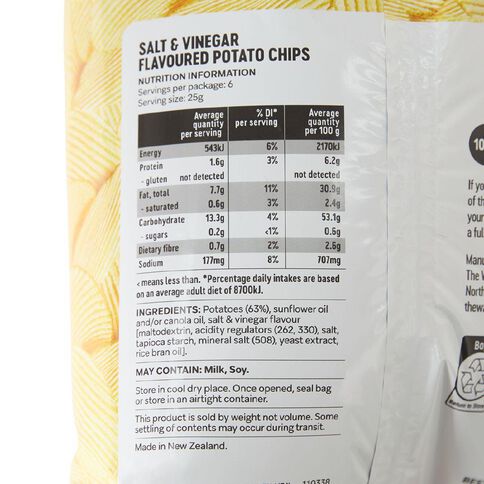 SALT & VINEGAR
FLAVOURED POTATO CHIPS
NUTRITION INFORMATION
Servings per package: 6
Serving size: 25g
Average quantity per serving % DI* per serving Average quantity per 100 g
Energy 543kJ 6% 2170kJ
Protein 1.6g 3% 6.2g
- gluten not detected not detected
Fat, total 7.7g 11% 30.9g
- saturated 0.6g 3% 2.4g
Carbohydrate 13.3g 4% 53.1g
- sugars 0.2g <1% 0.6g
Dietary fibre 0.7g 2% 2.6g
Sodium 177mg 8% 707mg
< means less than. *Percentage daily intakes are based
on an average adult diet of 8700kJ.
INGREDIENTS: Potatoes (63%), sunflower oil
and/or canola oil, salt & vinegar flavour
[maltodextrin, acidity regulators (262, 330), salt,
tapioca starch, mineral salt (508), yeast extract,
rice bran oil].
MAY CONTAIN: Milk, Soy.
Store in cool dry place. Once opened, seal bag
or store in an airtight container.
This product is sold by weight not volume. Some
settling of contents may occur during transit.
Made in New Zealand.
110338
10
If you
of the
is com
a full
Manu
The W
North
thewa